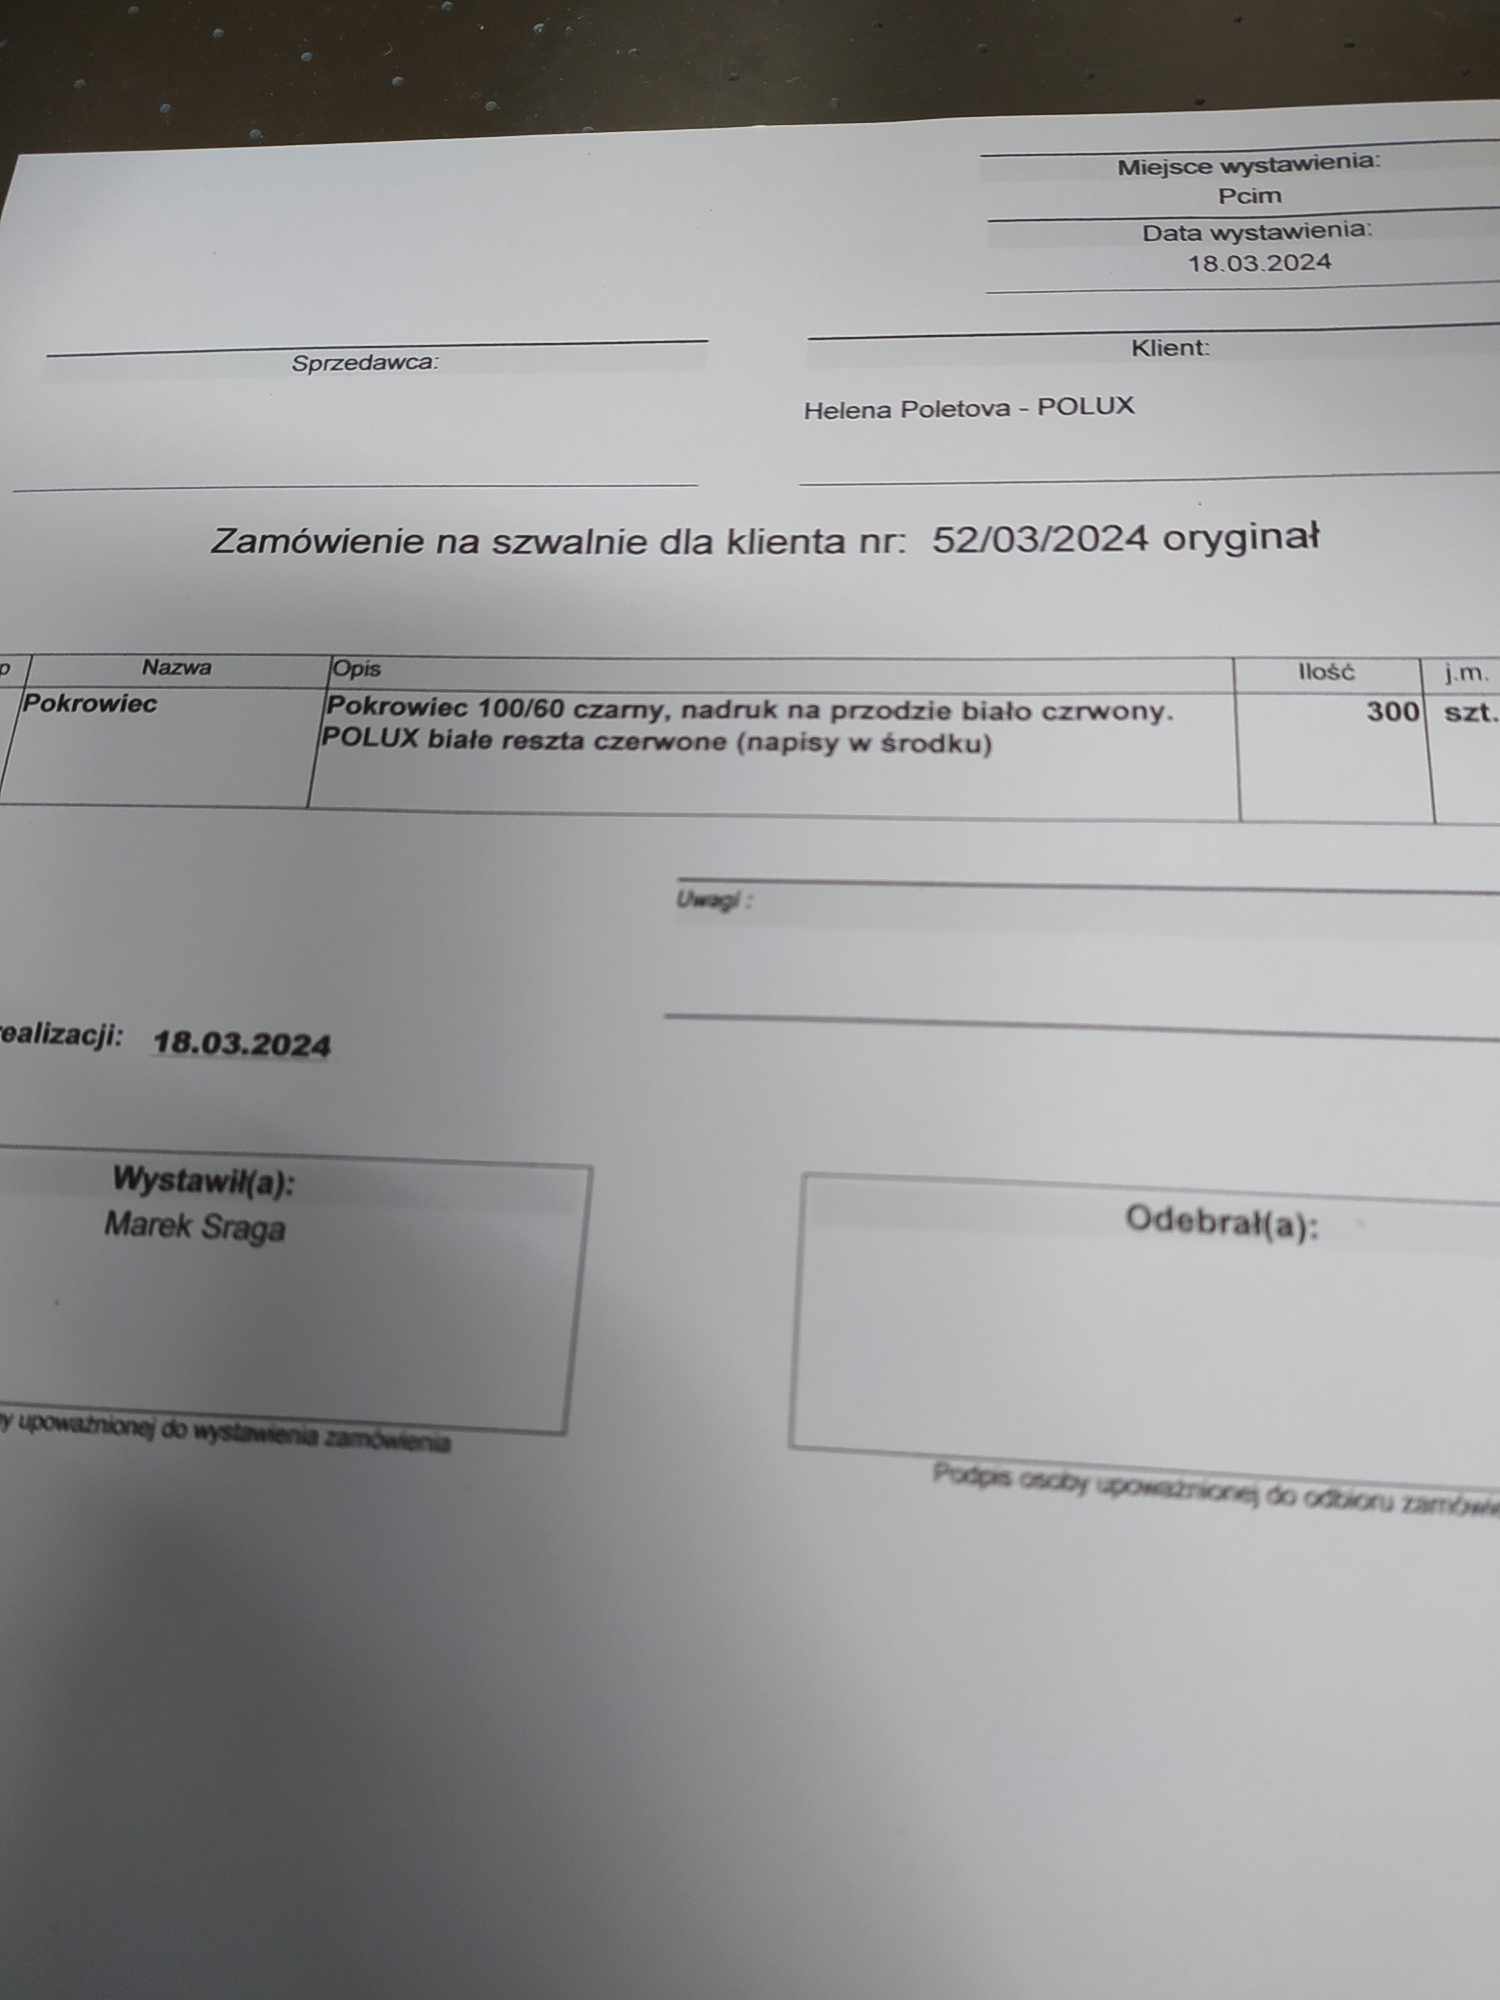 Miejsce wystawienia:
Pcim
Data wystawienia:
18.03.2024
Sprzedawca:
Klient:
Helena Poletova - POLUX
Zamówienie na szwalnie dla klienta nr: 52/03/2024 oryginał
Nazwa Opis Ilość j.m.
Pokrowiec Pokrowiec 100/60 czarny, nadruk na przodzie biało czrwony. 300 szt.
POLUX białe reszta czerwone (napisy w środku)
Uwagi :
realizacji: 18.03.2024
Wystawił(a):
Marek Sraga
Odebrał(a):
upoważnionej do wystawienia zamówienia
Podpis osoby upoważnionej do odbioru